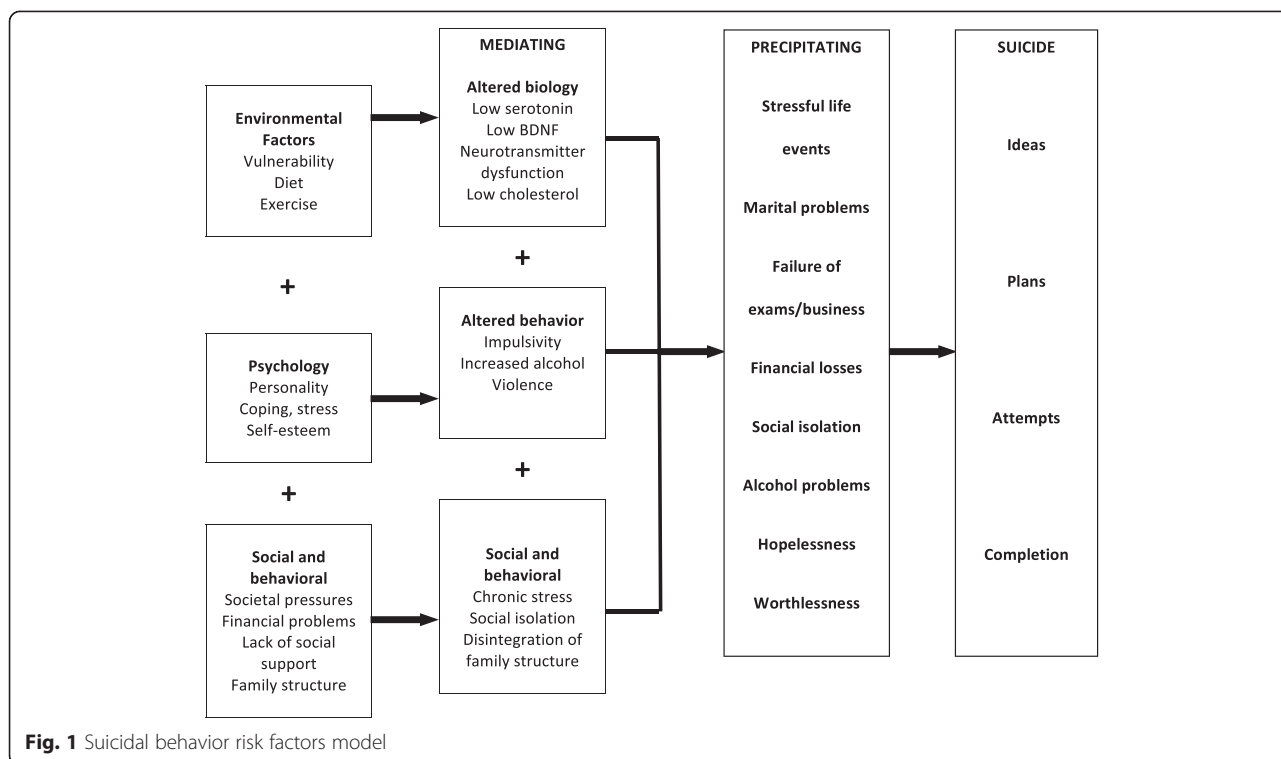 Environmental
Factors
Vulnerability
Diet
Exercise
+
Psychology
Personality
Coping, stress
Self-esteem
+
Social and
behavioral
Societal pressures
Financial problems
Lack of social
support
Family structure
MEDIATING
Altered biology
Low serotonin
Low BDNF
Neurotransmitter
dysfunction
Low cholesterol
+
Altered behavior
Impulsivity
Increased alcohol
Violence
+
Social and
behavioral
Chronic stress
Social isolation
Disintegration of
family structure
PRECIPITATING
Stressful life
events
Marital problems
Failure of
exams/business
Financial losses
Social isolation
Alcohol problems
Hopelessness
Worthlessness
SUICIDE
Ideas
Plans
Attempts
Completion
Fig. 1 Suicidal behavior risk factors model